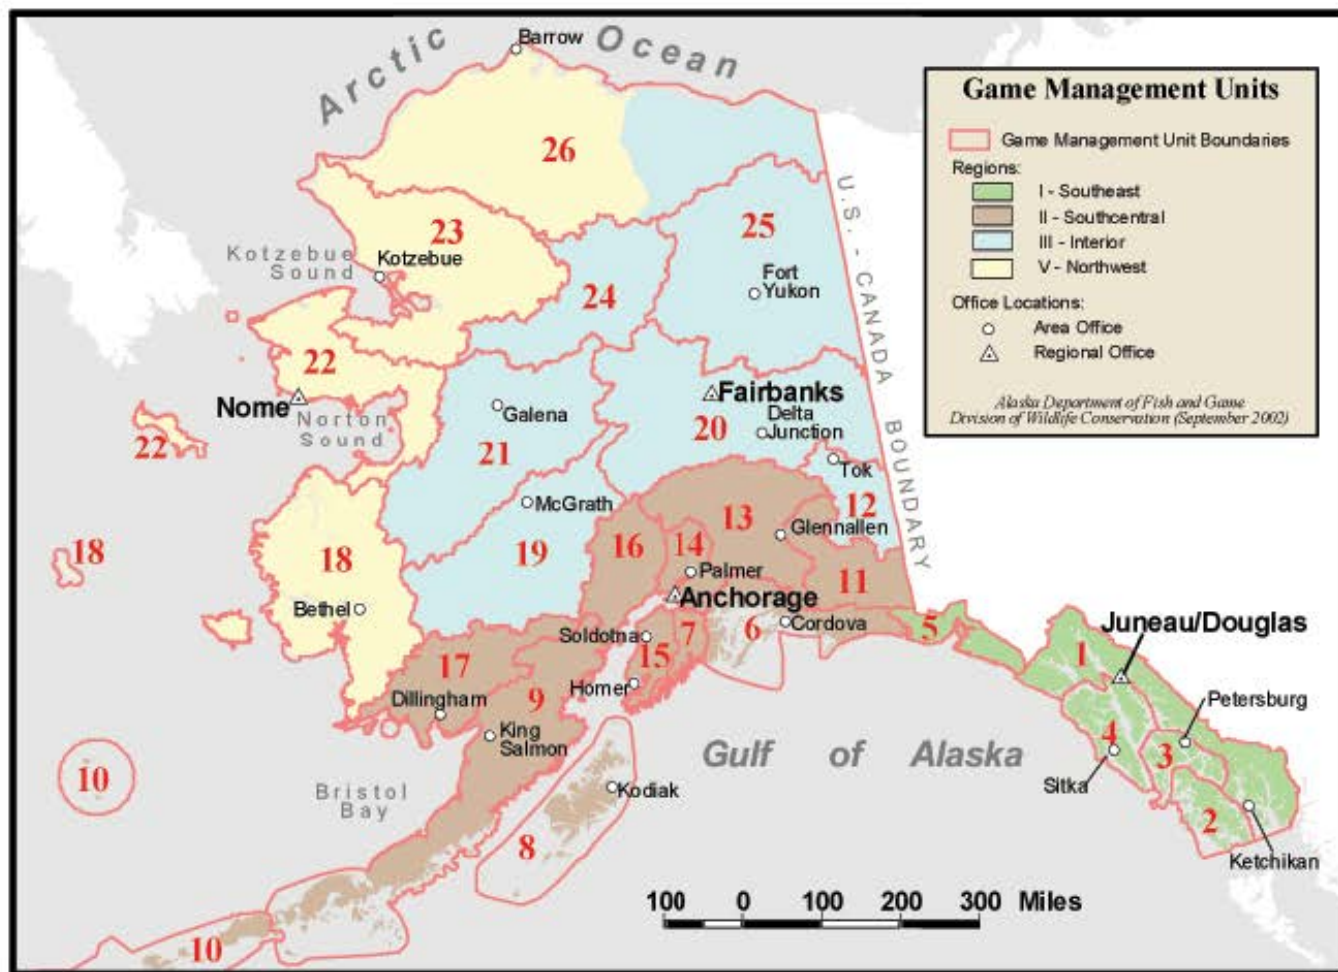 Arctic Ocean
Barrow
Game Management Units
Game Management Unit Boundaries
Regions:
I - Southeast
II - Southcentral
III - Interior
V - Northwest
Office Locations:
Area Office
Regional Office
Alaska Department of Fish and Game
Division of Wildlife Conservation (September 2002)
26
U.S. - CANADA BOUNDARY
23
25
Kotzebue
Sound
Kotzebue
24
Fort
Yukon
22
Nome
Norton
Sound
22
Galena
21
Fairbanks
20
Delta
Junction
Tok
12
McGrath
13
Glennallen
18
18
19
16
14
Palmer
11
Bethel
Anchorage
6
Cordova
5
Soldotna
7
15
Homer
1
Juneau/Douglas
17
Dillingham
9
King
Salmon
Petersburg
4
3
Sitka
Gulf of Alaska
10
Bristol
Bay
Kodiak
8
2
Ketchikan
100 0 100 200 300 Miles
10